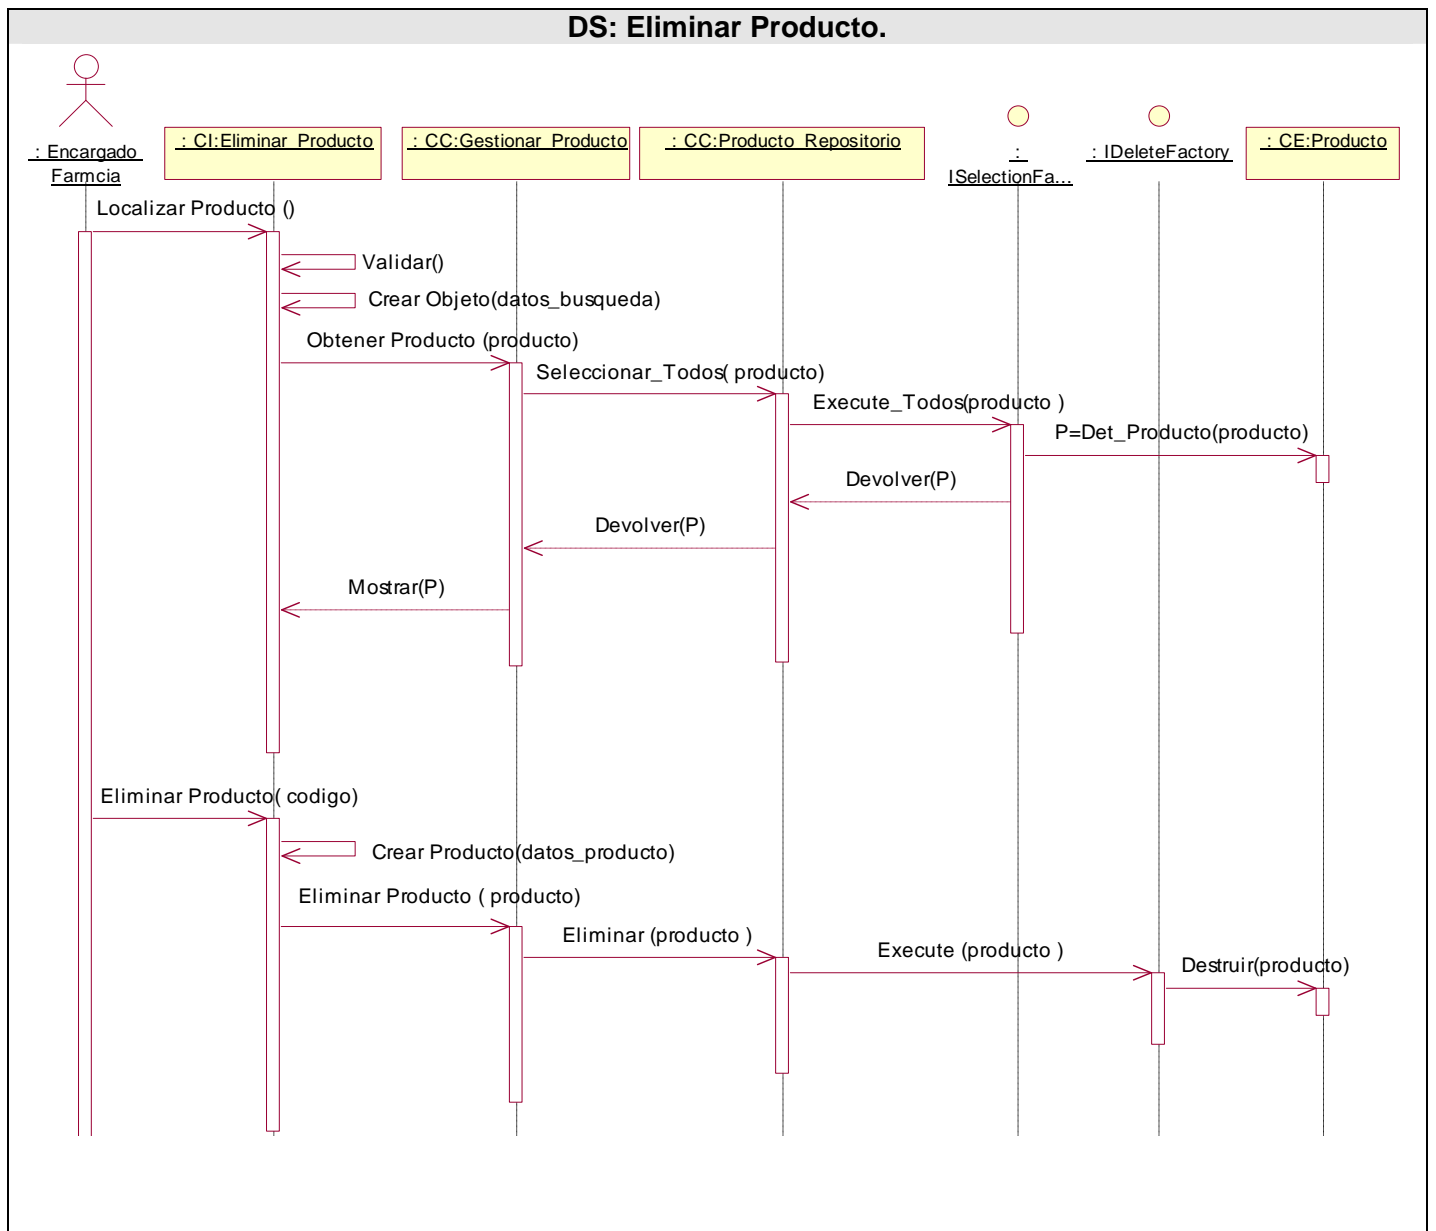 DS: Eliminar Producto.
: Encargado
Farmcia
: CI:Eliminar_Producto
: CC:Gestionar_Producto
: CC:Producto_Repositorio
:
ISelectionFa...
: IDeleteFactory
: CE:Producto
Localizar Producto ()
Validar()
Crear Objeto(datos_busqueda)
Obtener Producto (producto)
Seleccionar_Todos( producto)
Execute_Todos(producto )
P=Det_Producto(producto)
Devolver(P)
Devolver(P)
Mostrar(P)
Eliminar Producto( codigo)
Crear Producto(datos_producto)
Eliminar Producto ( producto)
Eliminar (producto )
Execute (producto )
Destruir(producto)